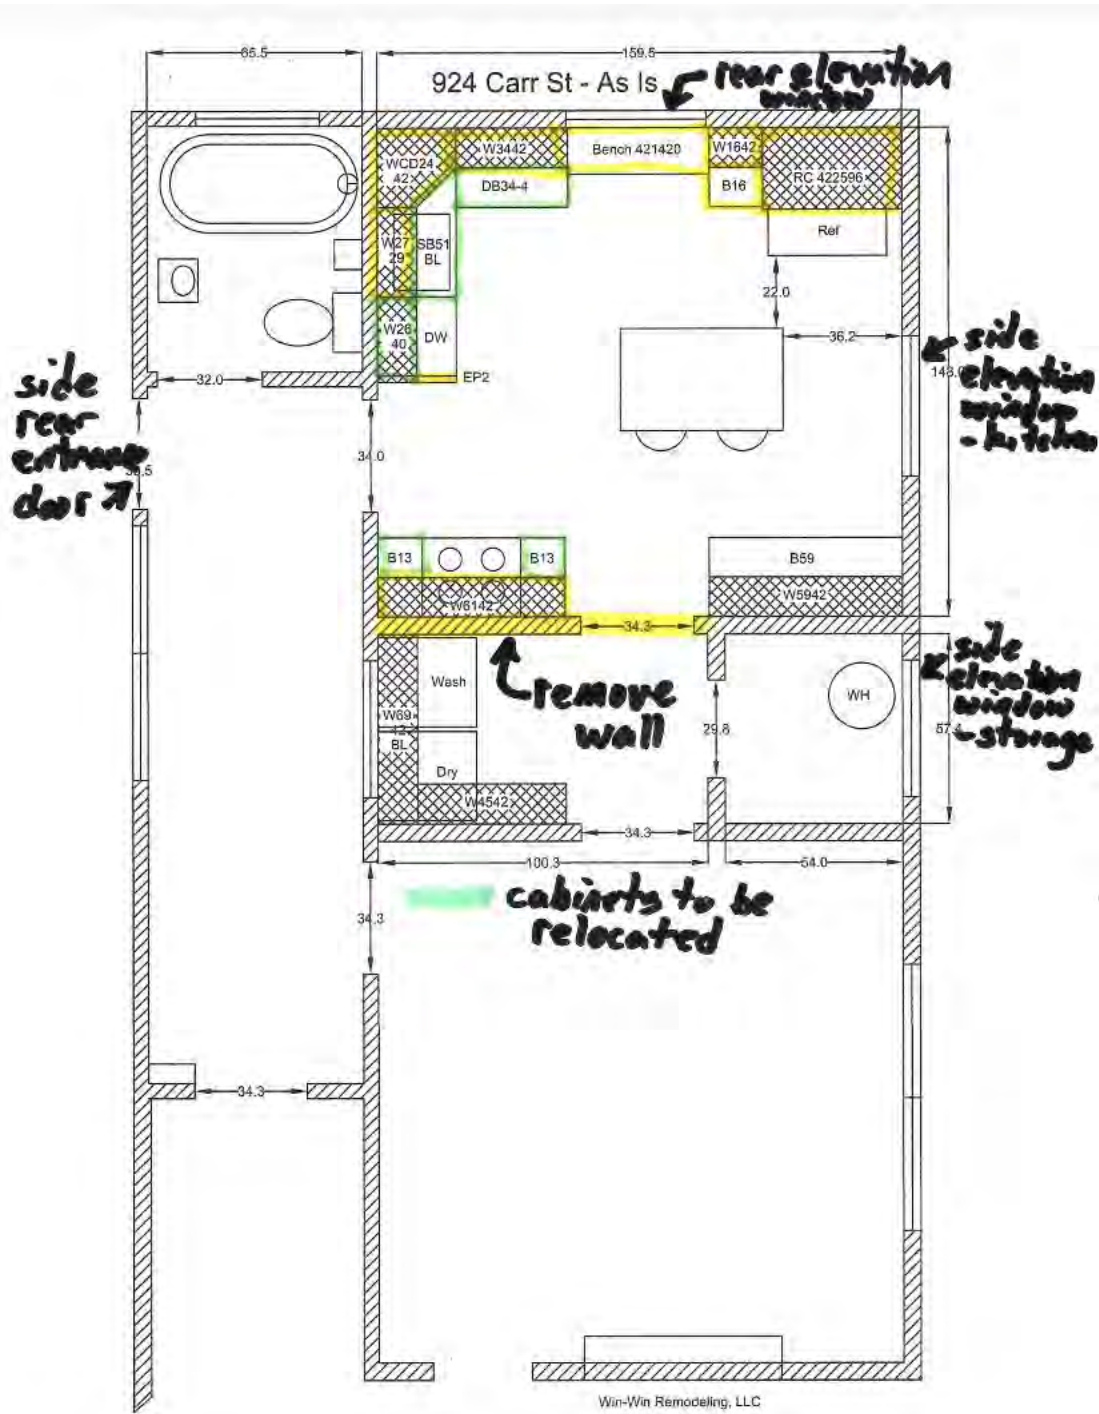 65.5
159.5
924 Carr St - As Is
rear elevation
window
WCD24
42
W3442
Bench 421420
W1642
RC 422596
DB34-4
B16
W27
29
SB51
BL
Ref
22.0
W26
40
DW
36.2
EP2
32.0
side
elevation
window
- kitchen
side
rear
entrance
door
34.0
B13
B13
B59
W6142
W5942
34.3
remove
wall
Wash
W69
42
BL
Dry
W4542
WH
29.8
side
elevation
window
- storage
57.4
34.3
100.3
54.0
cabinets to be
relocated
34.3
34.3
Win-Win Remodeling, LLC